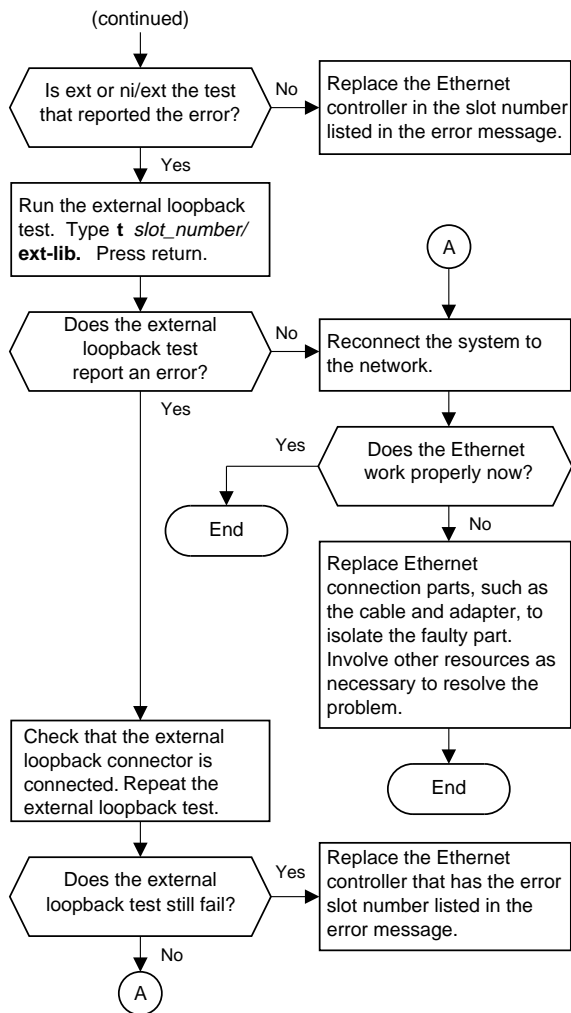 (continued)
Is ext or ni/ext the test
that reported the error?
No
Replace the Ethernet
controller in the slot number
listed in the error message.
Yes
Run the external loopback
test. Type t slot_number/
ext-lib. Press return.
A
Does the external
loopback test
report an error?
No
Reconnect the system to
the network.
Yes
Does the Ethernet
work properly now?
Yes
End
No
Replace Ethernet
connection parts, such as
the cable and adapter, to
isolate the faulty part.
Involve other resources as
necessary to resolve the
problem.
End
Check that the external
loopback connector is
connected. Repeat the
external loopback test.
Does the external
loopback test still fail?
Yes
Replace the Ethernet
controller that has the error
slot number listed in the
error message.
No
A